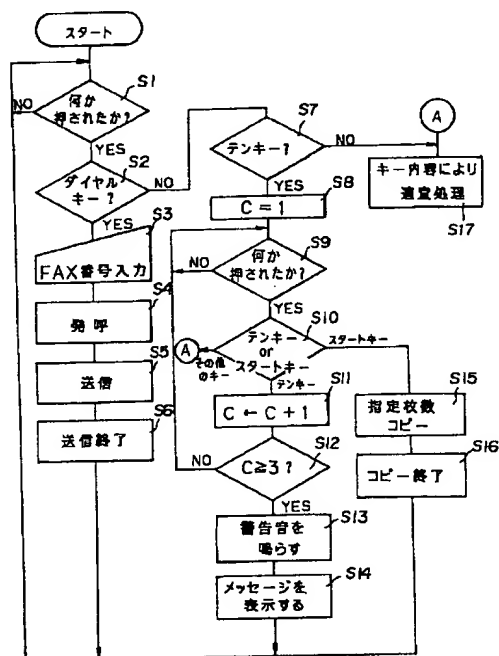 スタート
S1
何か
押されたか?
NO
YES
S2
ダイヤル
キー?
NO
YES
S3
FAX番号入力
S4
発呼
S5
送信
S6
送信終了
S7
テンキー?
NO
YES
A
キー内容により
適宜処理
S17
S8
C=1
S9
何か
押されたか?
NO
YES
S10
テンキー
or
スタートキー
スタートキー
A
その他
のキー
テンキー
S11
C←C+1
S12
C≧3?
NO
YES
S13
警告音を
鳴らす
S14
メッセージを
表示する
S15
指定枚数
コピー
S16
コピー終了